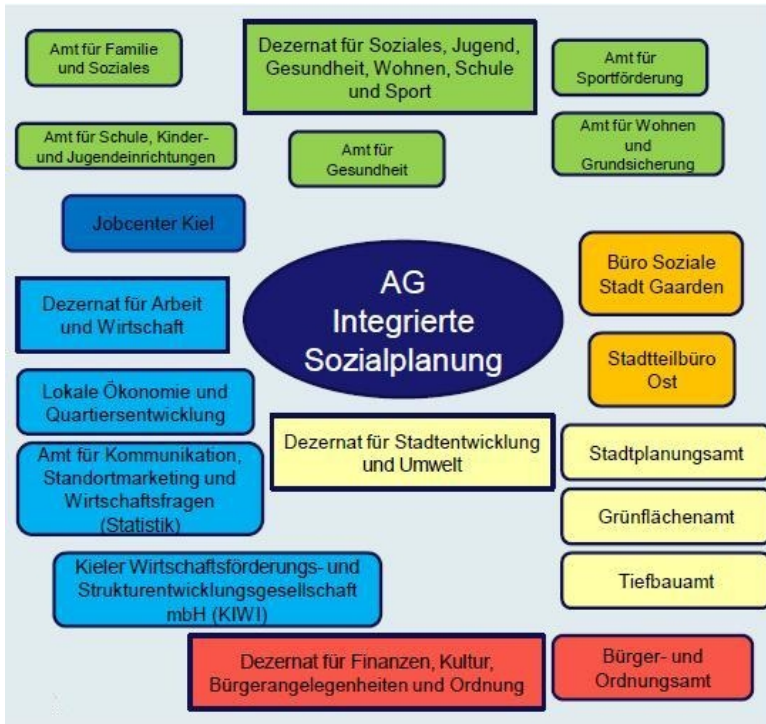 Amt für Familie
und Soziales
Dezernat für Soziales, Jugend,
Gesundheit, Wohnen, Schule
und Sport
Amt für
Sportförderung
Amt für Schule, Kinder-
und Jugendeinrichtungen
Amt für
Gesundheit
Amt für Wohnen
und
Grundsicherung
Jobcenter Kiel
AG
Integrierte
Sozialplanung
Büro Soziale
Stadt Gaarden
Dezernat für Arbeit
und Wirtschaft
Stadtteilbüro
Ost
Lokale Ökonomie und
Quartiersentwicklung
Dezernat für Stadtentwicklung
und Umwelt
Stadtplanungsamt
Amt für Kommunikation,
Standortmarketing und
Wirtschaftsfragen
(Statistik)
Grünflächenamt
Kieler Wirtschaftsförderungs- und
Strukturentwicklungsgesellschaft
mbH (KIWI)
Tiefbauamt
Dezernat für Finanzen, Kultur,
Bürgerangelegenheiten und Ordnung
Bürger- und
Ordnungsamt